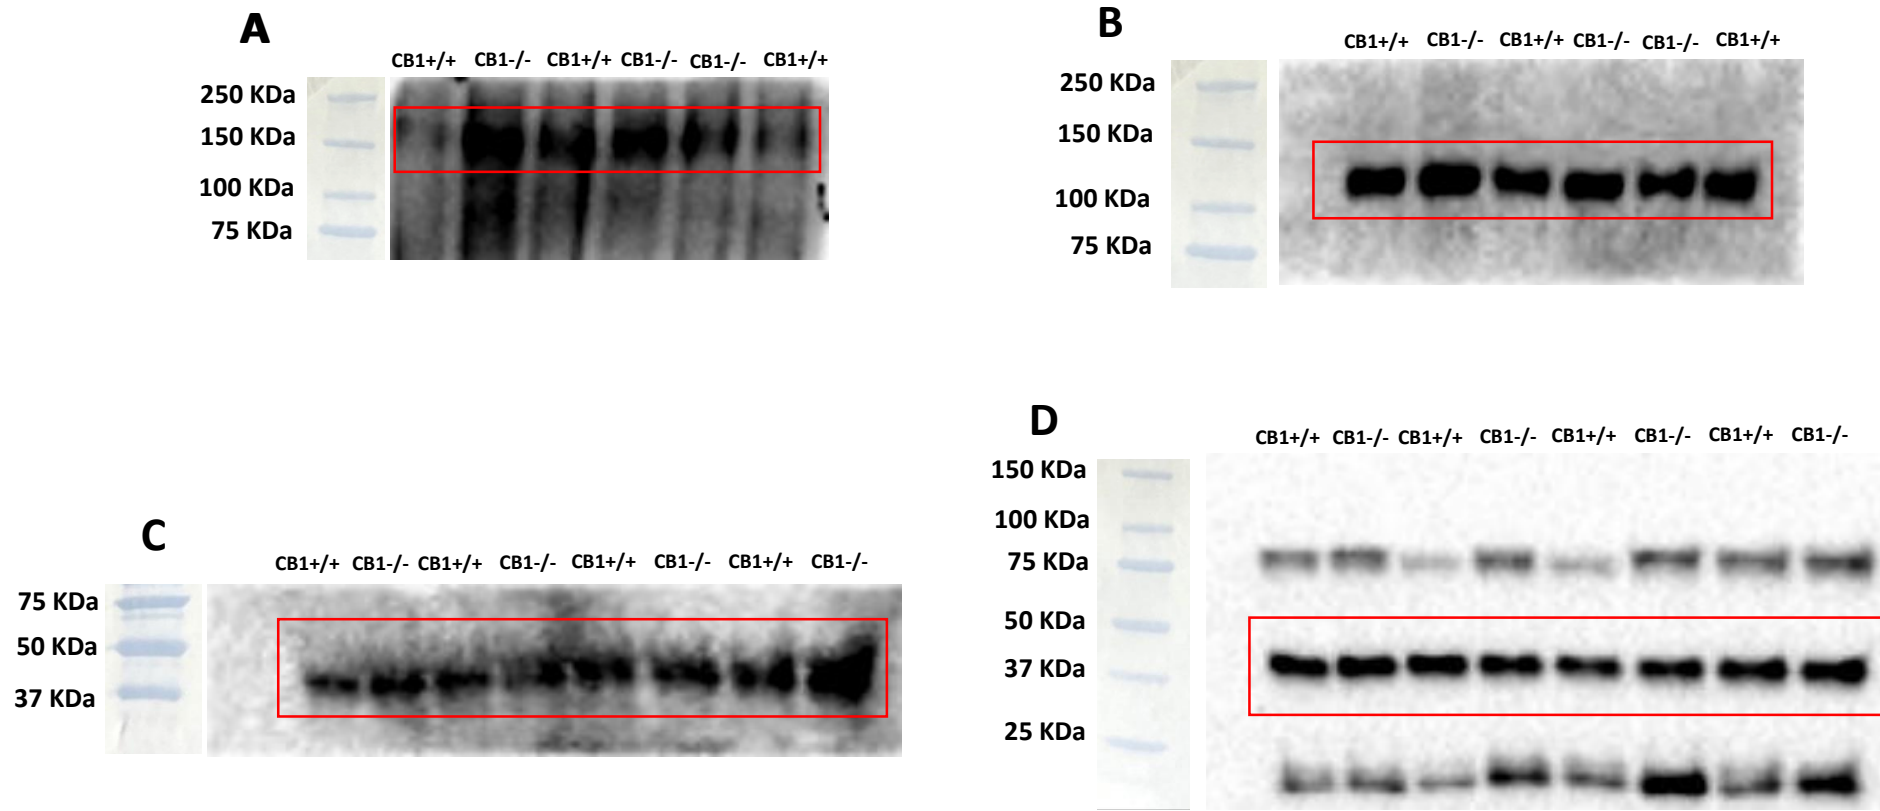 A
CB1+/+ CB1-/- CB1+/+ CB1-/- CB1-/- CB1+/+
250 KDa
150 KDa
100 KDa
75 KDa
B
CB1+/+ CB1-/- CB1+/+ CB1-/- CB1-/- CB1+/+
250 KDa
150 KDa
100 KDa
75 KDa
C
CB1+/+ CB1-/- CB1+/+ CB1-/- CB1+/+ CB1-/- CB1+/+ CB1-/-
75 KDa
50 KDa
37 KDa
D
CB1+/+ CB1-/- CB1+/+ CB1-/- CB1+/+ CB1-/- CB1+/+ CB1-/-
150 KDa
100 KDa
75 KDa
50 KDa
37 KDa
25 KDa